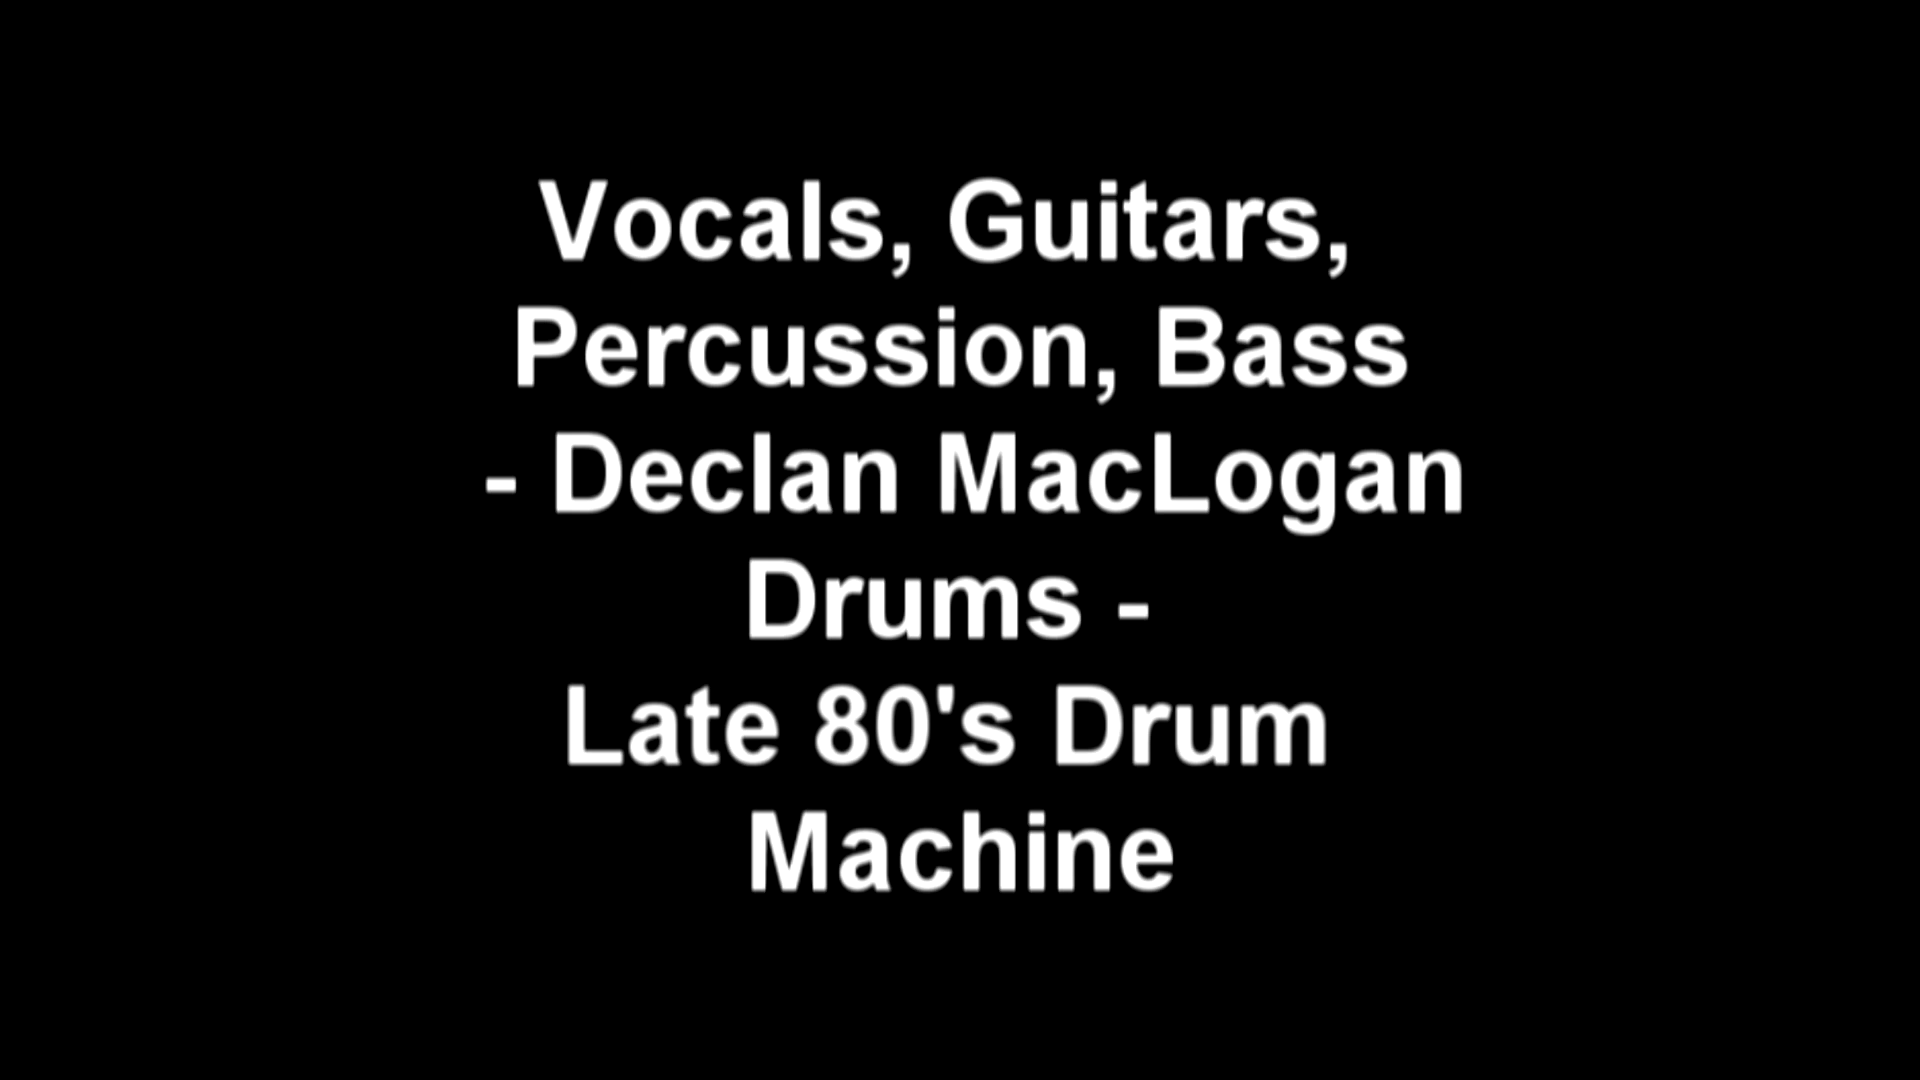 Vocals, Guitars,
Percussion, Bass
- Declan MacLogan
Drums -
Late 80's Drum
Machine